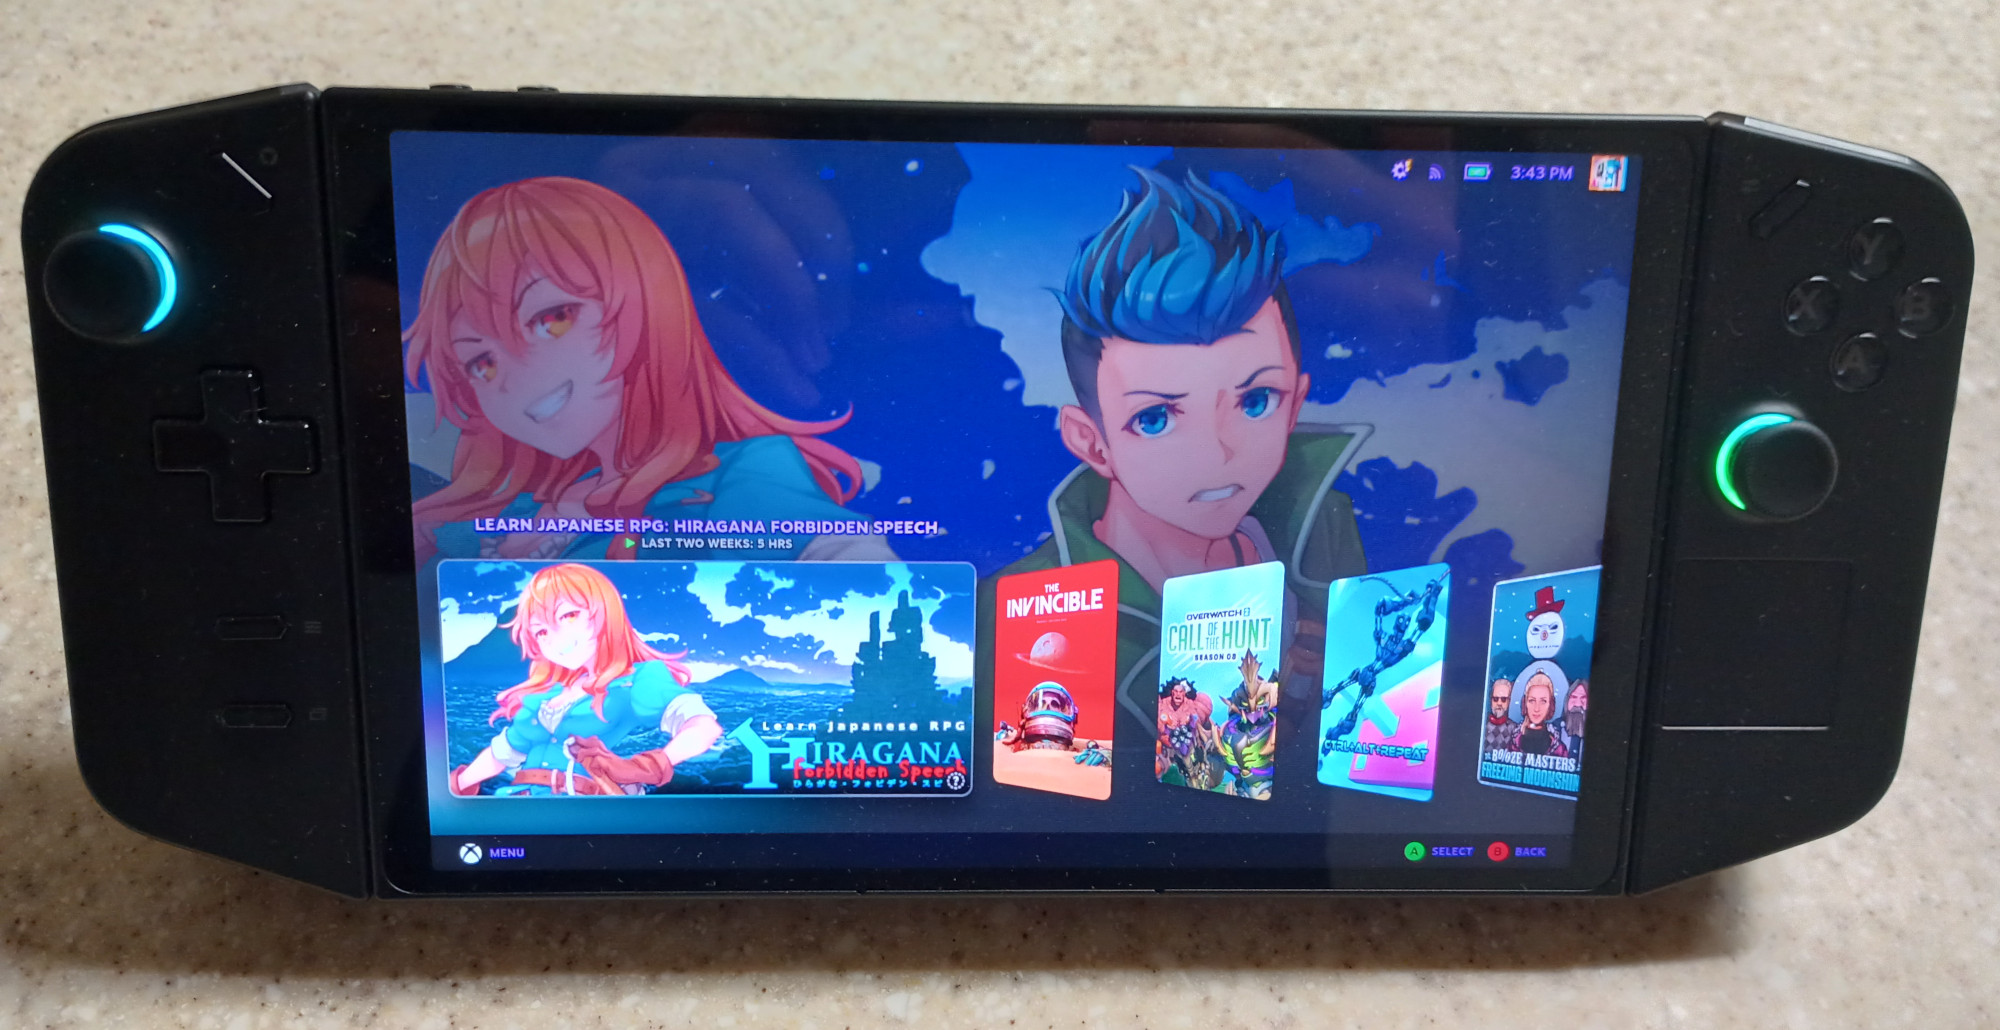 3:43 PM
Y
X
B
A
LEARN JAPANESE RPG: HIRAGANA FORBIDDEN SPEECH
LAST TWO WEEKS: 5 HRS
Learn Japanese RPG
HIRAGANA
Forbidden Speech
ひらがな・フォビデン・スピ
THE
INVINCIBLE
OVERWATCH 2
CALL OF THE HUNT
SEASON 08
CTRL+ALT+REPEAT
BOOZE MASTERS:
FREEZING MOONSHIN
MENU
A SELECT
B BACK